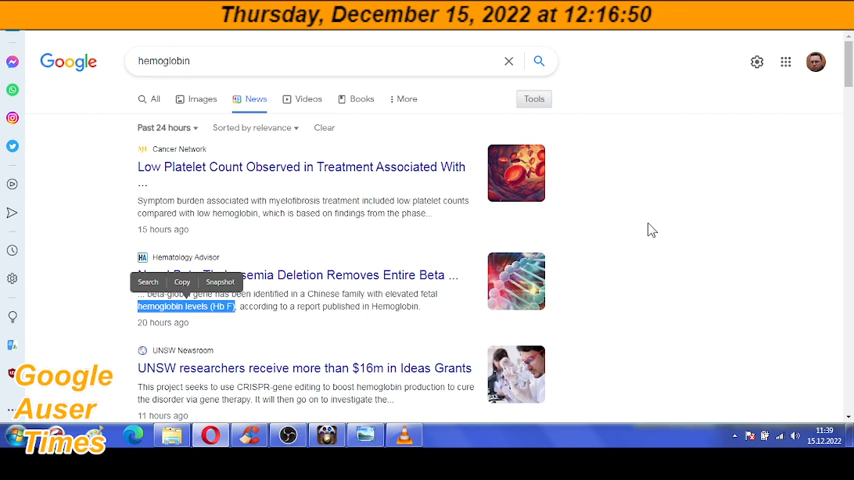 Thursday, December 15, 2022 at 12:16:50
Google
hemoglobin
All
Images
News
Videos
Books
More
Tools
Past 24 hours
Sorted by relevance
Clear
Cancer Network
Low Platelet Count Observed in Treatment Associated With
...
Symptom burden associated with myelofibrosis treatment included low platelet counts
compared with low hemoglobin, which is based on findings from the phase...
15 hours ago
HA
Hematology Advisor
Deletion Removes Entire Beta ...
Search
Copy
Snapshot
... beta-globin gene has been identified in a Chinese family with elevated fetal
hemoglobin levels (Hb F), according to a report published in Hemoglobin.
20 hours ago
UNSW Newsroom
UNSW researchers receive more than $16m in Ideas Grants
This project seeks to use CRISPR-gene editing to boost hemoglobin production to cure
the disorder via gene therapy. It will then go on to investigate the...
11 hours ago
Google
Auser
Times
11:39
15.12.2022